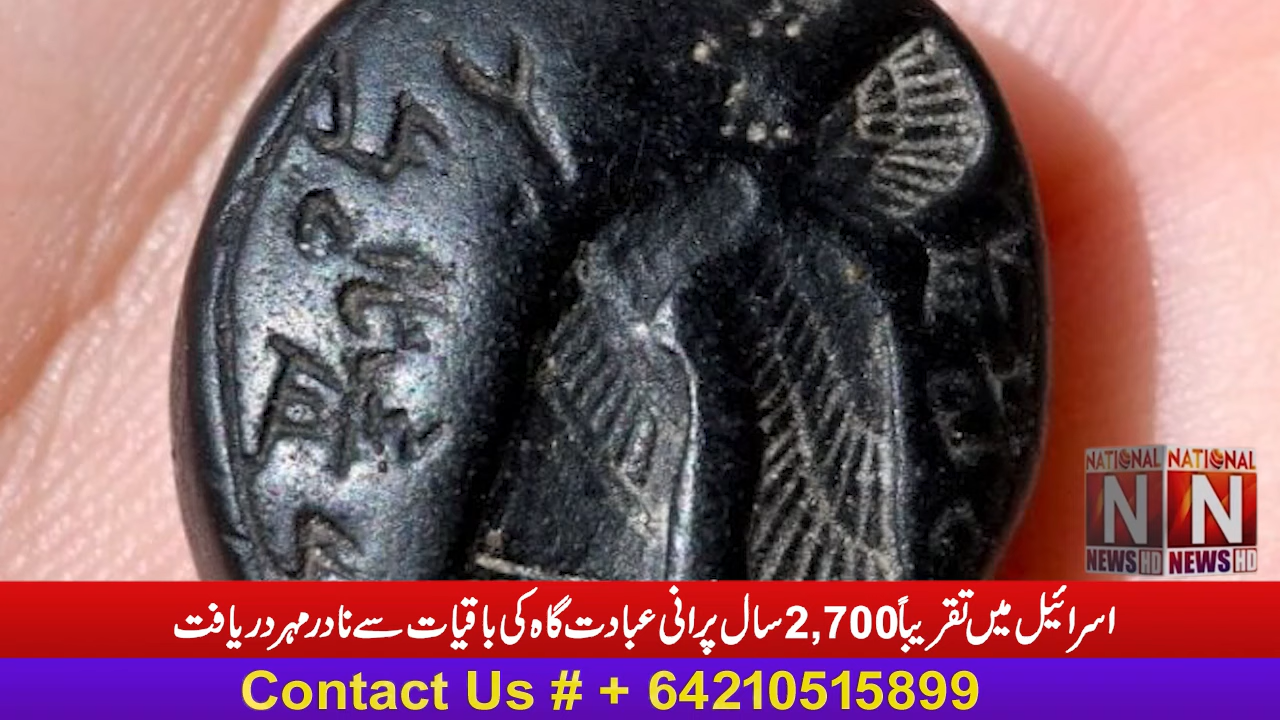 NATIONAL NATIONAL
N N
NEWS HD NEWS HD
اسرائیل میں تقریباً 2,700 سال پرانی عبادت گاہ کی باقیات سے نادر مہر دریافت
Contact Us # + 64210515899